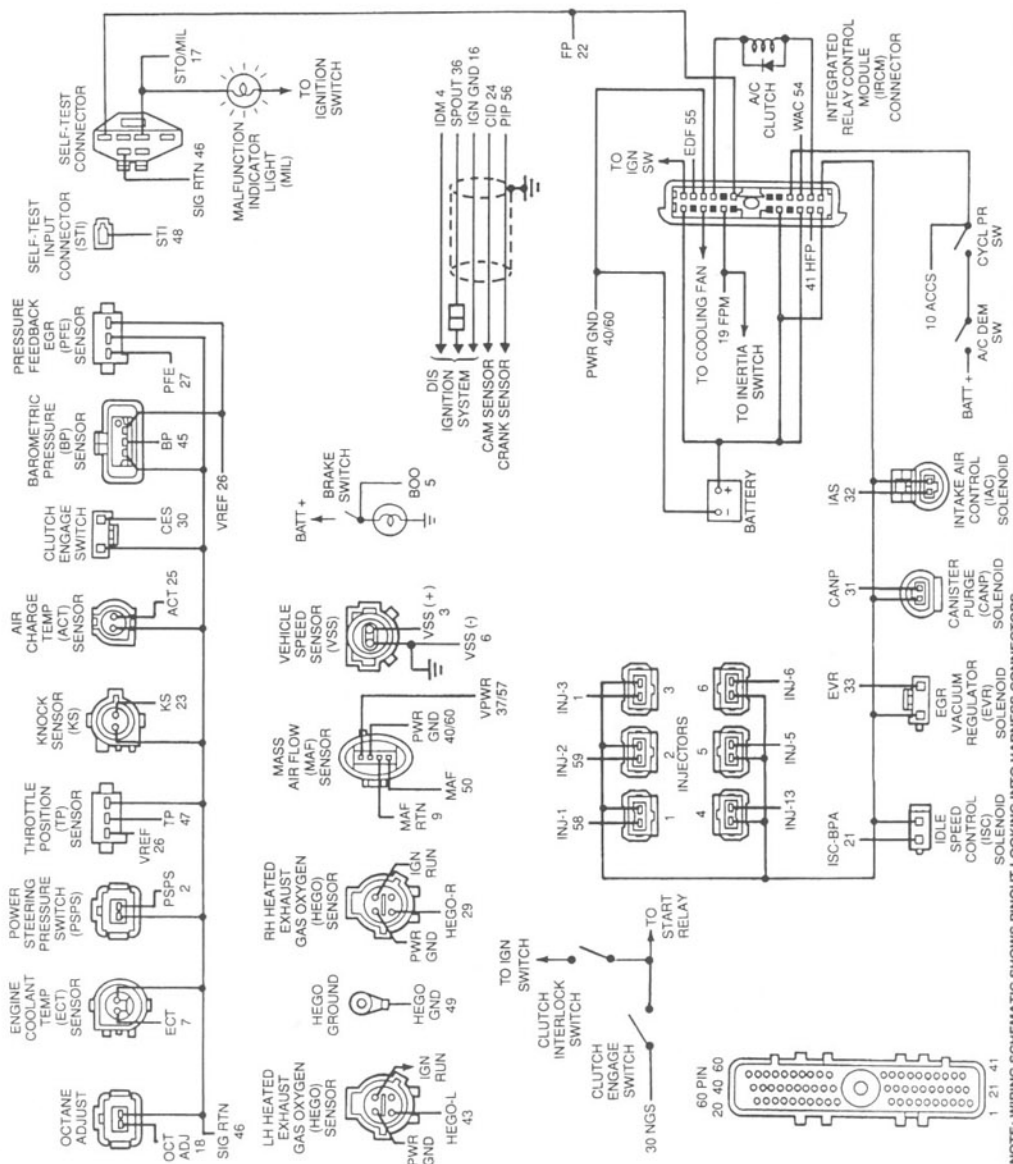 OCTANE
ADJUST
OCT
ADJ
18
SIG RTN
46
ENGINE
COOLANT
TEMP
(ECT)
SENSOR
ECT
7
POWER
STEERING
PRESSURE
SWITCH
(PSPS)
PSPS
2
THROTTLE
POSITION
(TP)
SENSOR
VREF
26
TP
47
KNOCK
SENSOR
(KS)
KS
23
AIR
CHARGE
TEMP
(ACT)
SENSOR
ACT 25
CLUTCH
ENGAGE
SWITCH
CES
30
BAROMETRIC
PRESSURE
(BP)
SENSOR
BP
45
VREF 26
PRESSURE
FEEDBACK
EGR
(PFE)
SENSOR
PFE
27
SELF-TEST
INPUT
CONNECTOR
(STI)
STI
48
SELF-TEST
CONNECTOR
SIG RTN 46
STO/MIL
17
MALFUNCTION
INDICATOR
LIGHT
(MIL)
TO
IGNITION
SWITCH
LH HEATED
EXHAUST
GAS OXYGEN
(HEGO)
SENSOR
PWR
GND
HEGO-L
43
IGN
RUN
HEGO
GROUND
HEGO
GND
49
RH HEATED
EXHAUST
GAS OXYGEN
(HEGO)
SENSOR
PWR
GND
HEGO-R
29
IGN
RUN
MASS
AIR FLOW
(MAF)
SENSOR
MAF
RTN
9
MAF
50
PWR
GND
40/60
VPWR
37/57
VEHICLE
SPEED
SENSOR
(VSS)
VSS (+)
3
VSS (-)
6
BATT +
BRAKE
SWITCH
BOO
5
DIS
IGNITION
SYSTEM
CAM SENSOR
CRANK SENSOR
IDM 4
SPOUT 36
IGN GND 16
CID 24
PIP 56
FP
22
30 NGS
CLUTCH
ENGAGE
SWITCH
CLUTCH
INTERLOCK
SWITCH
TO IGN
SWITCH
TO
START
RELAY
INJ-1
58
INJ-2
59
INJ-3
1
1
2
3
INJECTORS
4
5
6
INJ-13
INJ-5
INJ-6
BATTERY
PWR GND
40/60
TO COOLING FAN
19 FPM
TO INERTIA
SWITCH
41 HFP
TO
IGN
SW
EDF 55
A/C
CLUTCH
WAC 54
INTEGRATED
RELAY CONTROL
MODULE
(IRCM)
CONNECTOR
60 PIN
20 40 60
1 21 41
ISC-BPA
21
IDLE
SPEED
CONTROL
(ISC)
SOLENOID
EVR
33
EGR
VACUUM
REGULATOR
(EVR)
SOLENOID
CANP
31
CANISTER
PURGE
(CANP)
SOLENOID
IAS
32
INTAKE AIR
CONTROL
(IAC)
SOLENOID
BATT +
A/C DEM
SW
10 ACCS
CYCL PR
SW
NOTE: WIRING SCHEMATIC SHOWS PINOUT LOOKING INTO HARNESS CONNECTORS